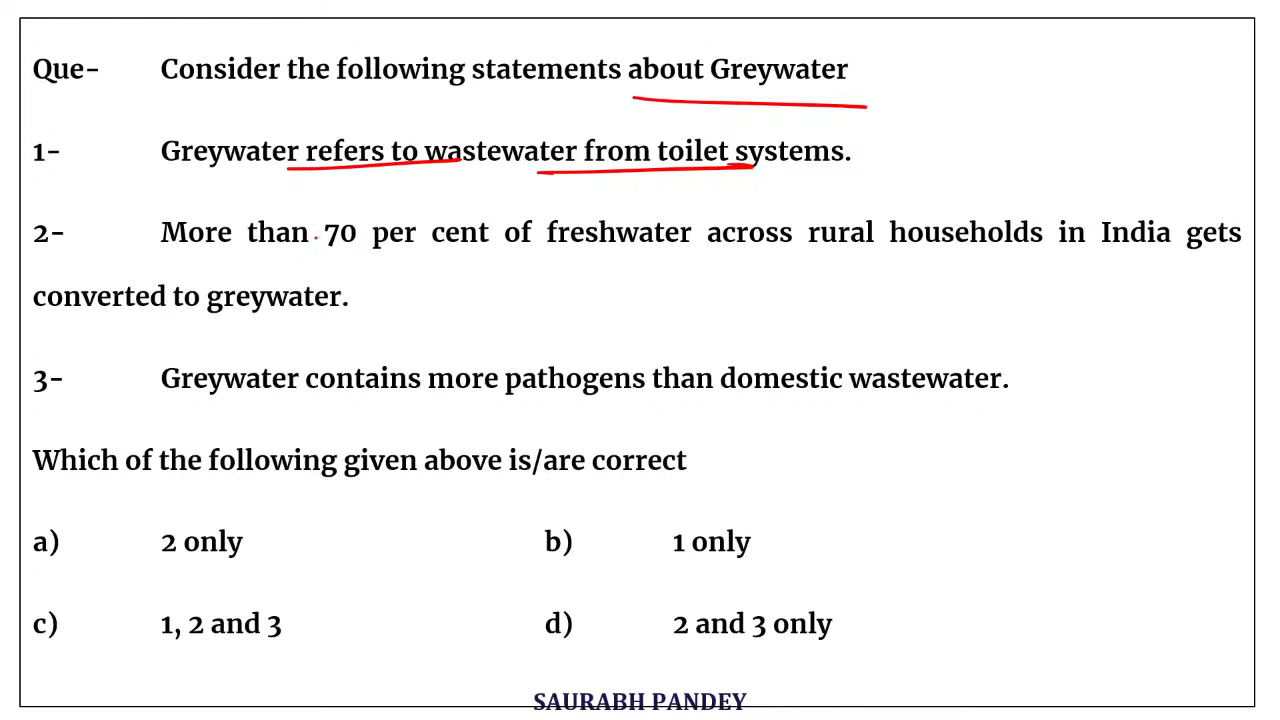 Que- Consider the following statements about Greywater
1- Greywater refers to wastewater from toilet systems.
2- More than 70 per cent of freshwater across rural households in India gets
converted to greywater.
3- Greywater contains more pathogens than domestic wastewater.
Which of the following given above is/are correct
a) 2 only b) 1 only
c) 1, 2 and 3 d) 2 and 3 only
SAURABH PANDEY